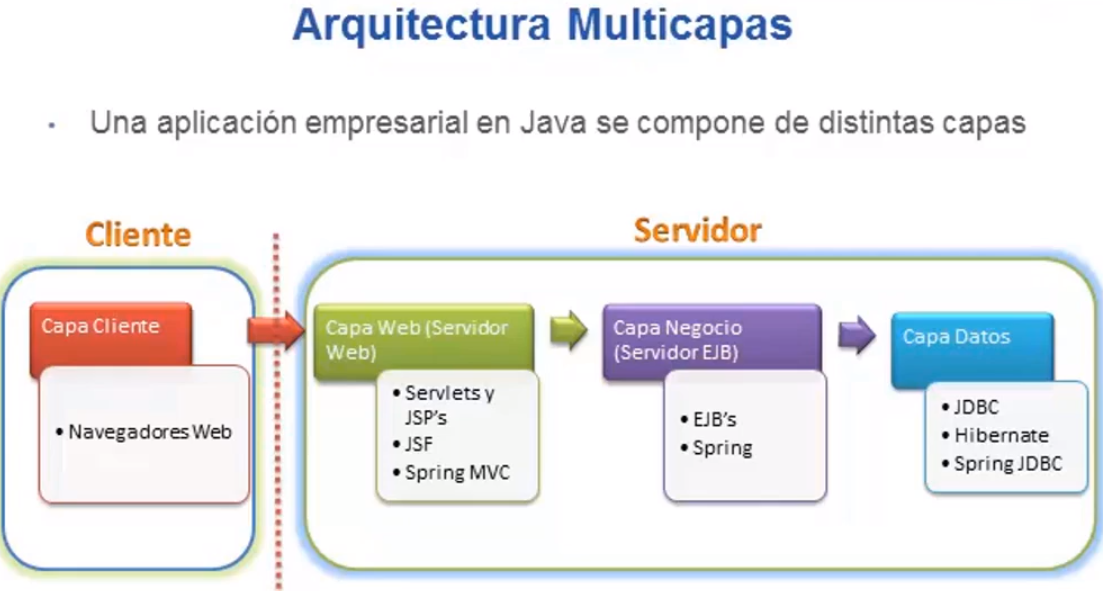 Arquitectura Multicapas
• Una aplicación empresarial en Java se compone de distintas capas
Cliente
Servidor
Capa Cliente
• Navegadores Web
Capa Web (Servidor
Web)
• Servlets y
JSP's
• JSF
• Spring MVC
Capa Negocio
(Servidor EJB)
• EJB's
• Spring
Capa Datos
• JDBC
• Hibernate
• Spring JDBC